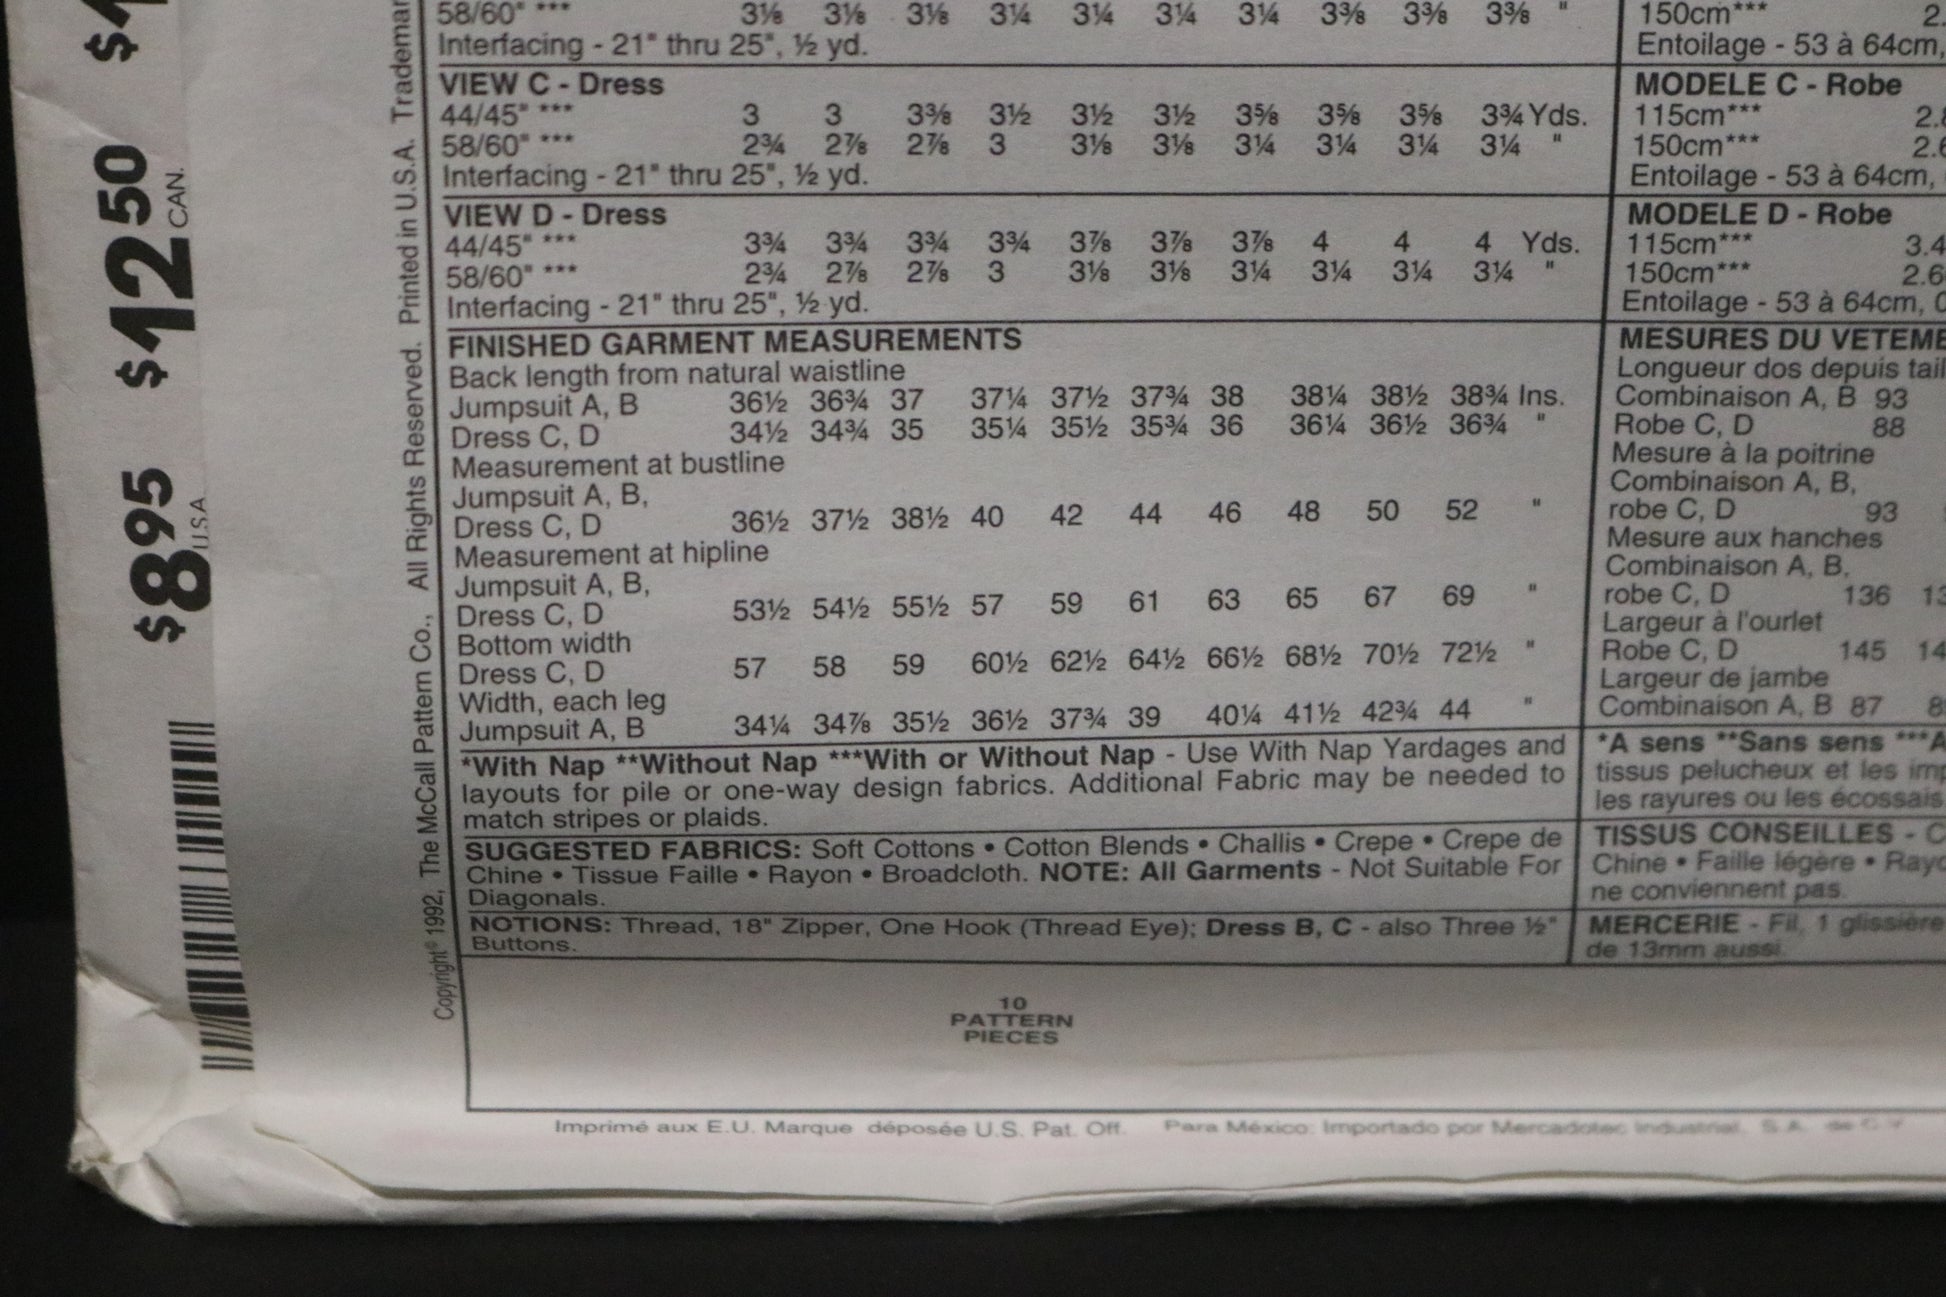 58/60" *** 3⅛ 3⅛ 3⅛ 3¼ 3¼ 3¼ 3¼ 3⅜ 3⅜ 3⅜ "
Interfacing - 21" thru 25", ½ yd.
VIEW C - Dress
44/45" *** 3 3 3⅜ 3½ 3½ 3½ 3⅝ 3⅝ 3⅝ 3¾ Yds.
58/60" *** 2¾ 2⅞ 2⅞ 3 3⅛ 3⅛ 3¼ 3¼ 3¼ 3¼ "
Interfacing - 21" thru 25", ½ yd.
VIEW D - Dress
44/45" *** 3¾ 3¾ 3¾ 3¾ 3⅞ 3⅞ 3⅞ 4 4 4 Yds.
58/60" *** 2¾ 2⅞ 2⅞ 3 3⅛ 3⅛ 3¼ 3¼ 3¼ 3¼ "
Interfacing - 21" thru 25", ½ yd.
FINISHED GARMENT MEASUREMENTS
Back length from natural waistline
Jumpsuit A, B 36½ 36¾ 37 37¼ 37½ 37¾ 38 38¼ 38½ 38¾ Ins.
Dress C, D 34½ 34¾ 35 35¼ 35½ 35¾ 36 36¼ 36½ 36¾ "
Measurement at bustline
Jumpsuit A, B,
Dress C, D 36½ 37½ 38½ 40 42 44 46 48 50 52 "
Measurement at hipline
Jumpsuit A, B,
Dress C, D 53½ 54½ 55½ 57 59 61 63 65 67 69 "
Bottom width
Dress C, D 57 58 59 60½ 62½ 64½ 66½ 68½ 70½ 72½ "
Width, each leg
Jumpsuit A, B 34¼ 34⅞ 35½ 36½ 37¾ 39 40¼ 41½ 42¾ 44 "
*With Nap **Without Nap ***With or Without Nap - Use With Nap Yardages and
layouts for pile or one-way design fabrics. Additional Fabric may be needed to
match stripes or plaids.
SUGGESTED FABRICS: Soft Cottons • Cotton Blends • Challis • Crepe • Crepe de
Chine • Tissue Faille • Rayon • Broadcloth. NOTE: All Garments - Not Suitable For
Diagonals.
NOTIONS: Thread, 18" Zipper, One Hook (Thread Eye); Dress B, C - also Three ½"
Buttons.
10
PATTERN
PIECES
150cm*** 2.
Entoilage - 53 à 64cm,
MODELE C - Robe
115cm*** 2.8
150cm*** 2.6
Entoilage - 53 à 64cm,
MODELE D - Robe
115cm*** 3.4
150cm*** 2.6
Entoilage - 53 à 64cm, 0
MESURES DU VETEME
Longueur dos depuis tail
Combinaison A, B 93
Robe C, D 88
Mesure à la poitrine
Combinaison A, B,
robe C, D 93
Mesure aux hanches
Combinaison A, B,
robe C, D 136 13
Largeur à l'ourlet
Robe C, D 145 14
Largeur de jambe
Combinaison A, B 87 8
*A sens **Sans sens ***A
tissus pelucheux et les imp
les rayures ou les écossais
TISSUS CONSEILLES - C
Chine • Faille légère • Rayo
ne conviennent pas.
MERCERIE - Fil, 1 glissière
de 13mm aussi.
Imprimé aux E.U. Marque déposée U.S. Pat. Off. Para México: Importado por Mercadotec Industrial, S.A. de C.V.
Copyright® 1992, The McCall Pattern Co., All Rights Reserved. Printed in U.S.A. Trademar
$8 95 U.S.A
$12 50 CAN.
$1